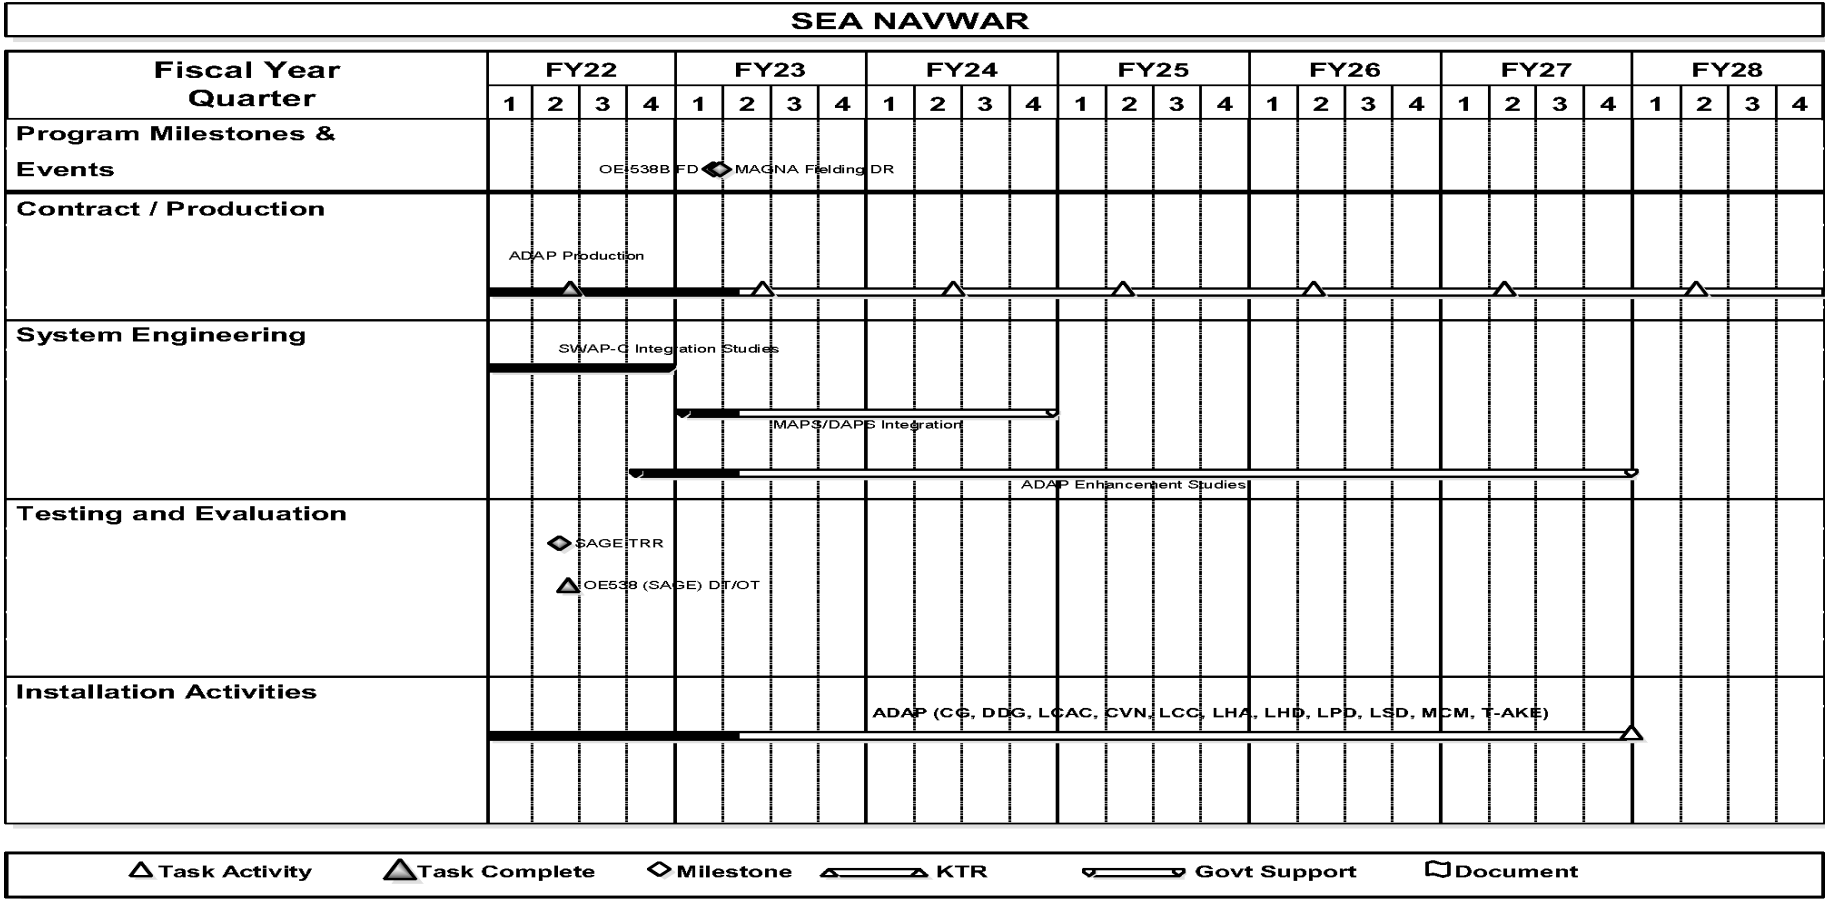 SEA NAVWAR
Fiscal Year
Quarter
FY22 FY23 FY24 FY25 FY26 FY27 FY28
1 2 3 4 1 2 3 4 1 2 3 4 1 2 3 4 1 2 3 4 1 2 3 4 1 2 3 4
Program Milestones &
Events
OE-538B FD MAGNA Fielding DR
Contract / Production
ADAP Production
System Engineering
SWAP-C Integration Studies
MAPS/DAPS Integration
ADAP Enhancement Studies
Testing and Evaluation
SAGE TRR
OE538 (SAGE) DT/OT
Installation Activities
ADAP (CG, DDG, LCAC, CVN, LCC, LHA, LHD, LPD, LSD, MCM, T-AKE)
Task Activity Task Complete Milestone KTR Govt Support Document